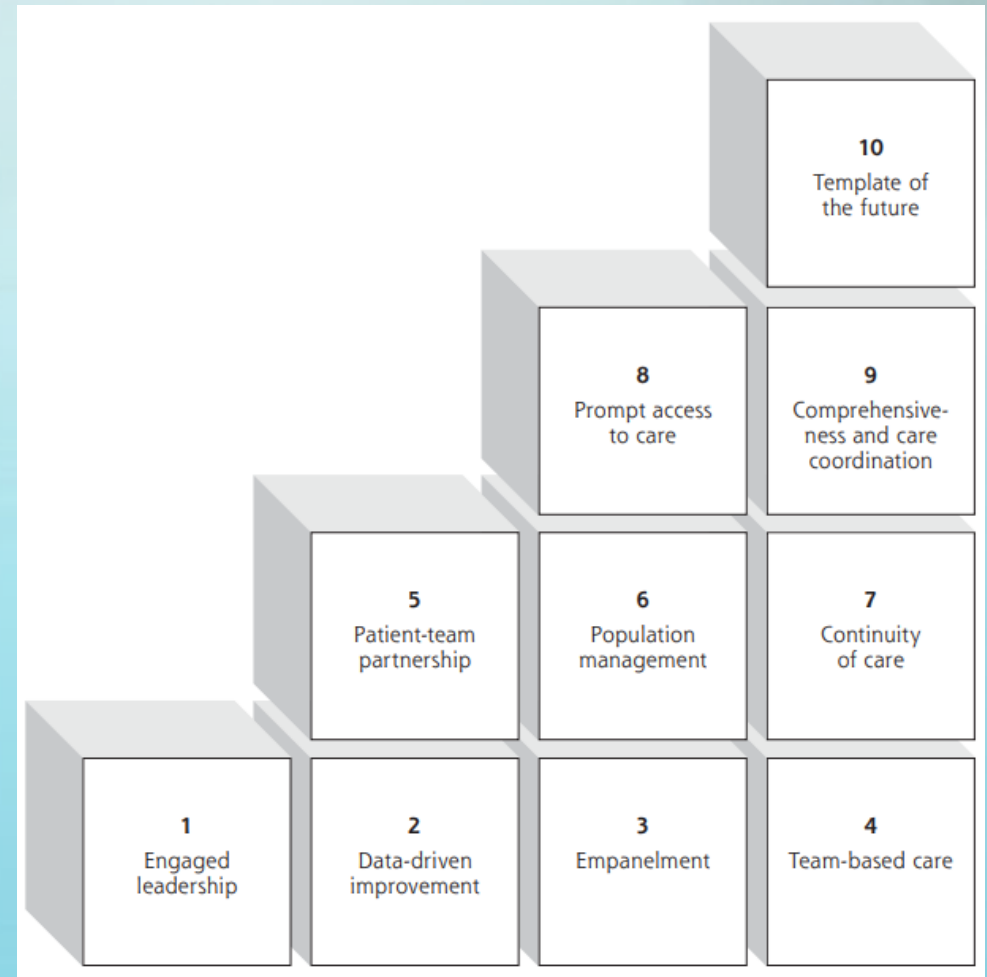 10
Template of
the future
8
Prompt access
to care
9
Comprehensive-
ness and care
coordination
5
Patient-team
partnership
6
Population
management
7
Continuity
of care
1
Engaged
leadership
2
Data-driven
improvement
3
Empanelment
4
Team-based care